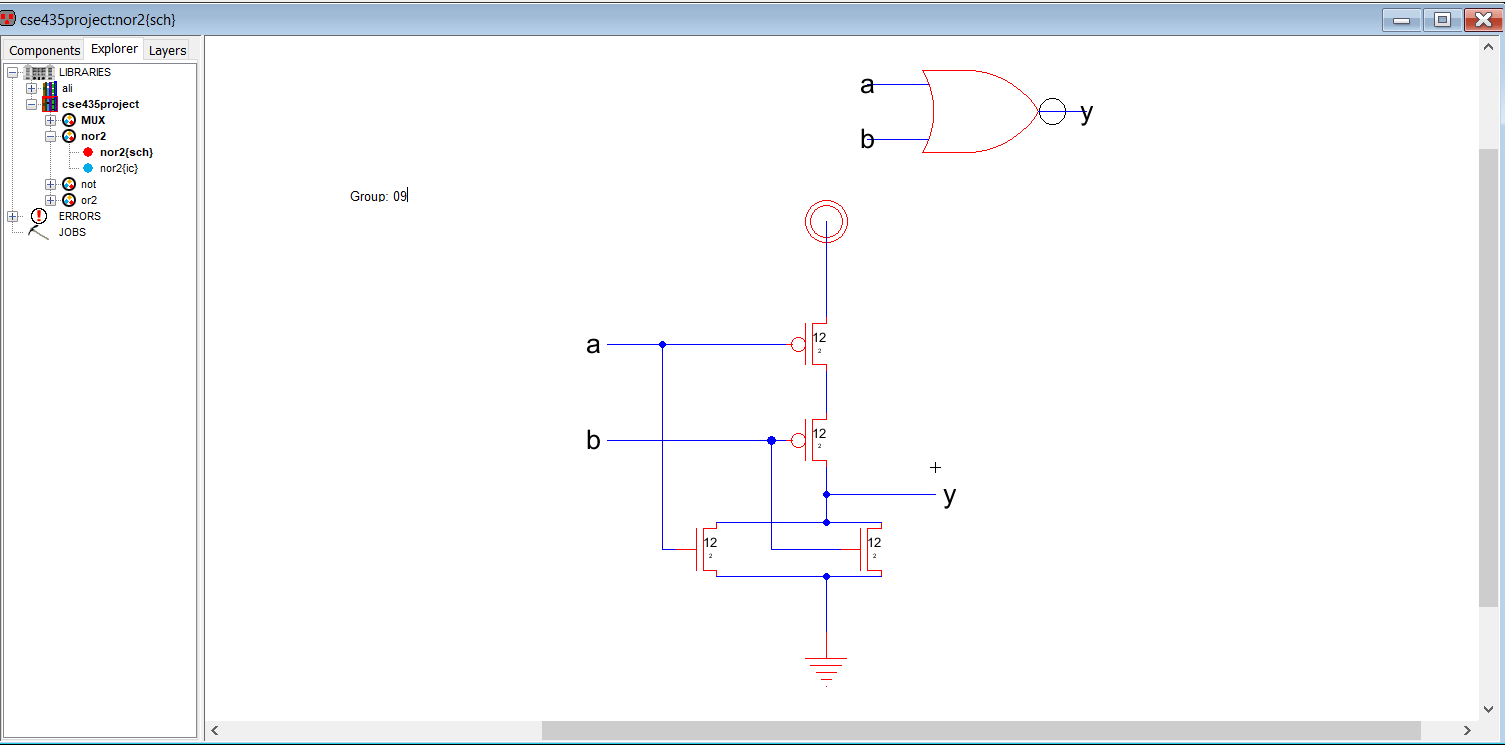 cse435project:nor2{sch}
Components Explorer Layers
LIBRARIES
ali
cse435project
MUX
nor2
nor2{sch}
nor2{ic}
not
or2
ERRORS
JOBS
a
b
y
Group: 09
a
12
2
b
12
2
y
12
2
12
2